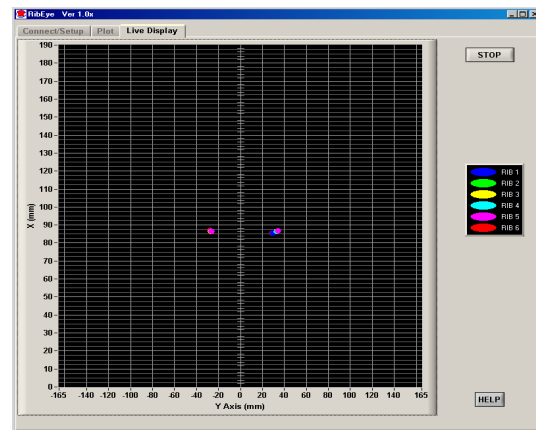 RibEye Ver 1.0x
Connect/Setup Plot Live Display
STOP
190
180
170
160
150
140
130
120
110
100
90
80
70
60
50
40
30
20
10
0
X (mm)
-165 -140 -120 -100 -80 -60 -40 -20 0 20 40 60 80 100 120 140 165
Y Axis (mm)
RIB 1
RIB 2
RIB 3
RIB 4
RIB 5
RIB 6
HELP